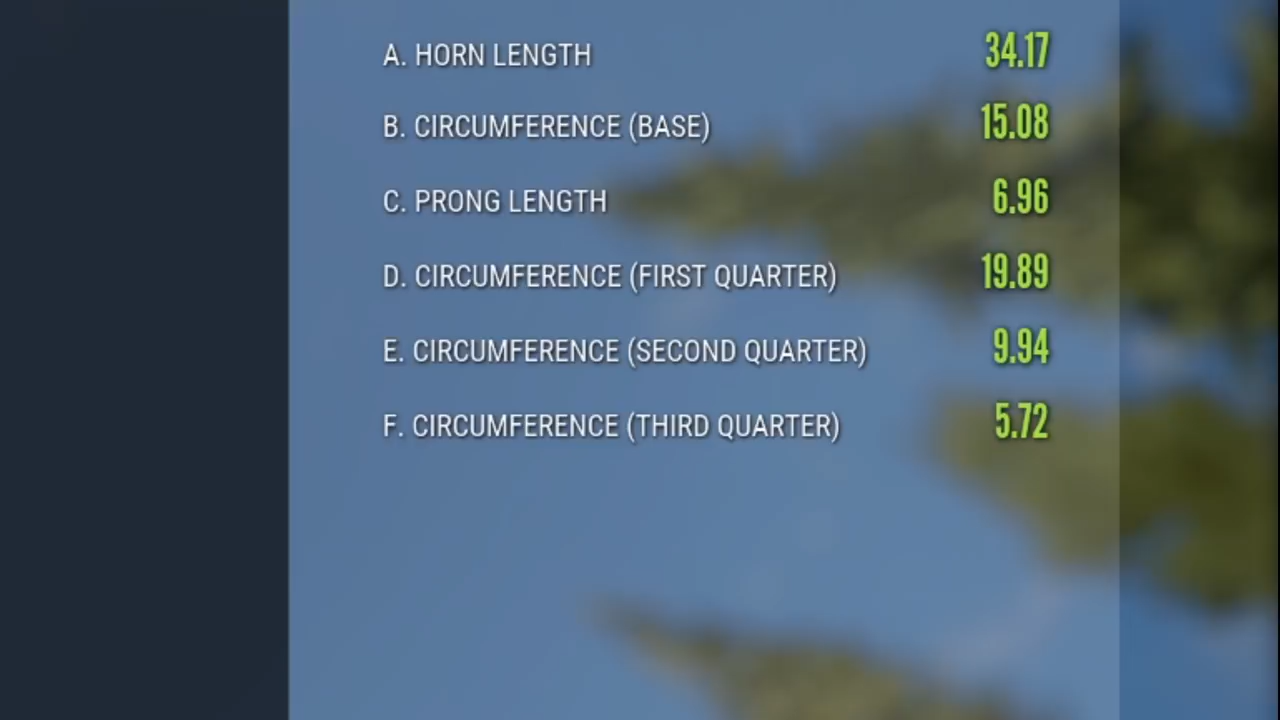 A. HORN LENGTH 34.17
B. CIRCUMFERENCE (BASE) 15.08
C. PRONG LENGTH 6.96
D. CIRCUMFERENCE (FIRST QUARTER) 19.89
E. CIRCUMFERENCE (SECOND QUARTER) 9.94
F. CIRCUMFERENCE (THIRD QUARTER) 5.72